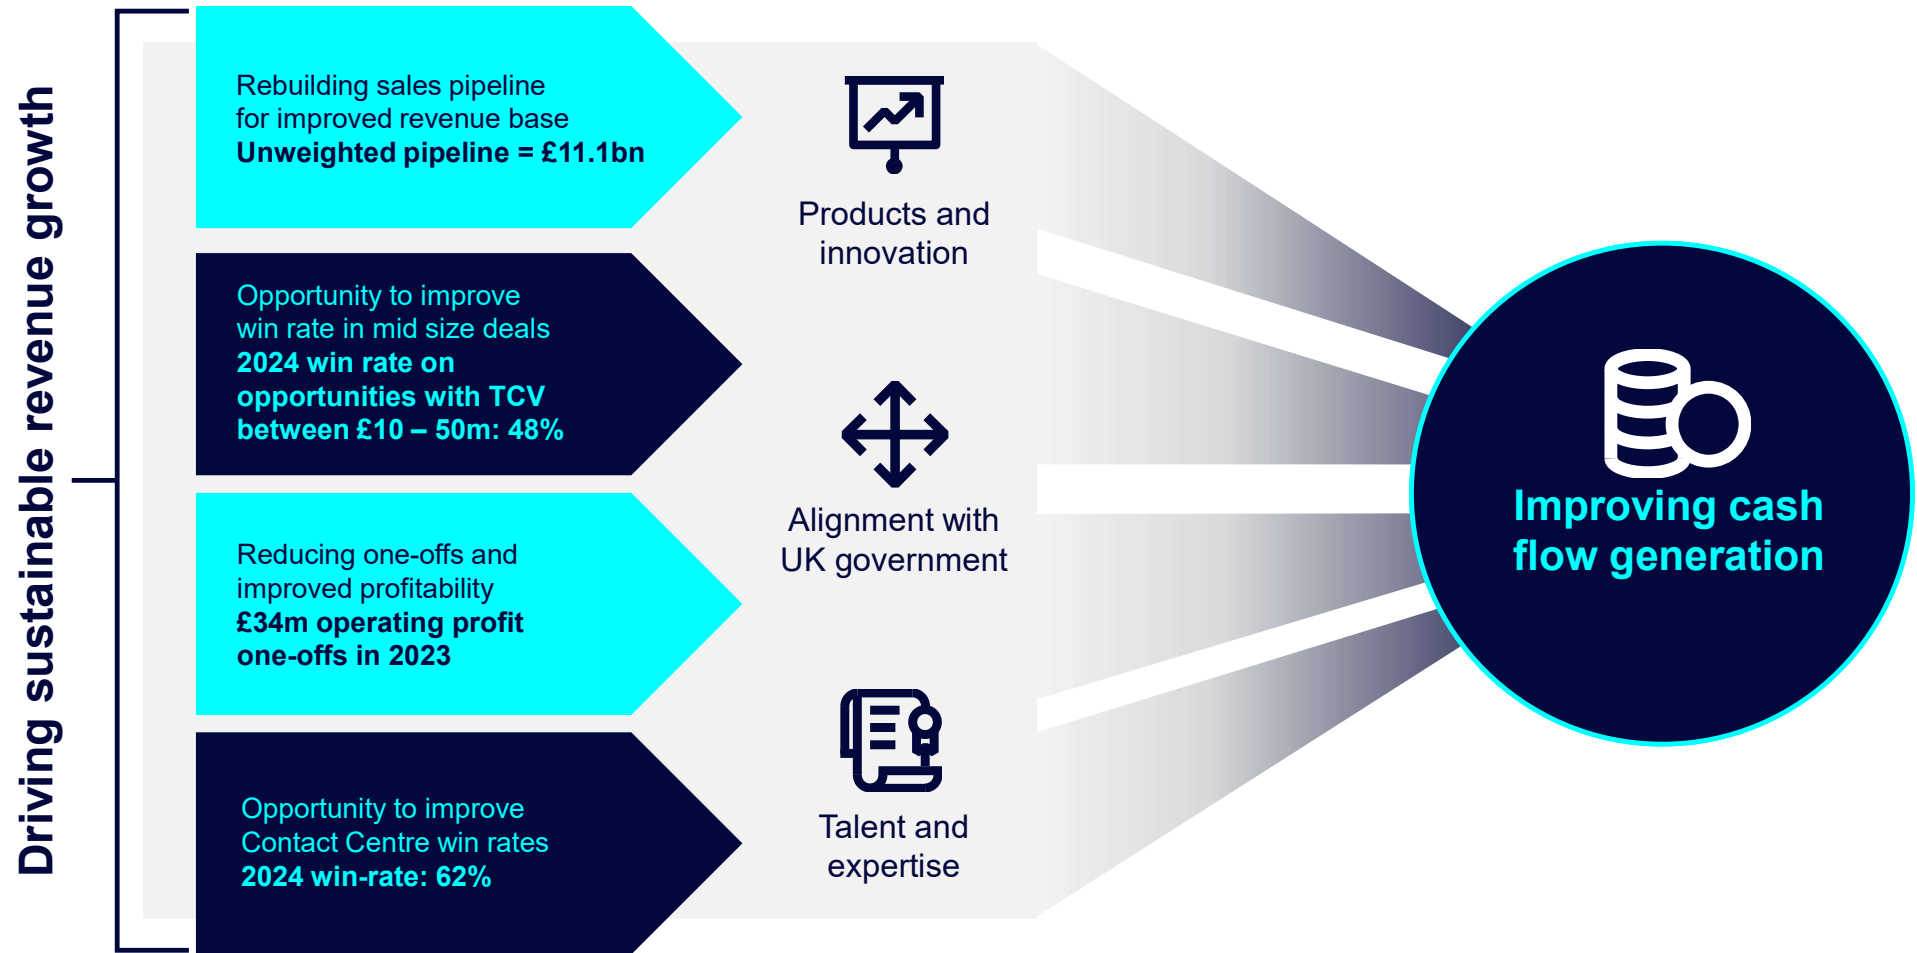 Driving sustainable revenue growth
Rebuilding sales pipeline
for improved revenue base
Unweighted pipeline = £11.1bn
Opportunity to improve
win rate in mid size deals
2024 win rate on
opportunities with TCV
between £10 – 50m: 48%
Reducing one-offs and
improved profitability
£34m operating profit
one-offs in 2023
Opportunity to improve
Contact Centre win rates
2024 win-rate: 62%
Products and
innovation
Alignment with
UK government
Talent and
expertise
Improving cash
flow generation